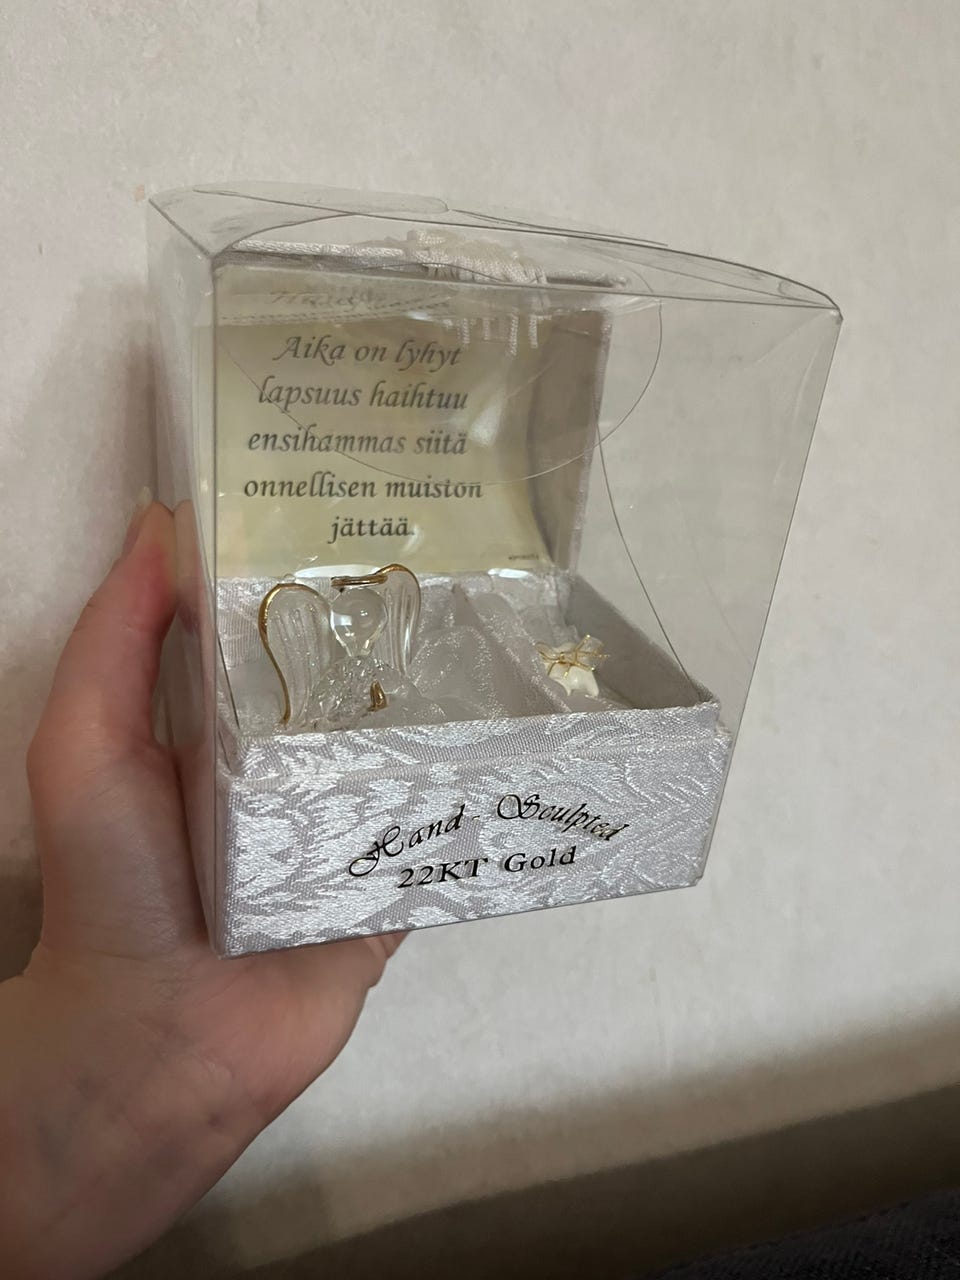 Aika on lyhyt
lapsuus haihtuu
ensihammas siitä
onnellisen muiston
jättää.
Hand-Sculpted
22KT Gold